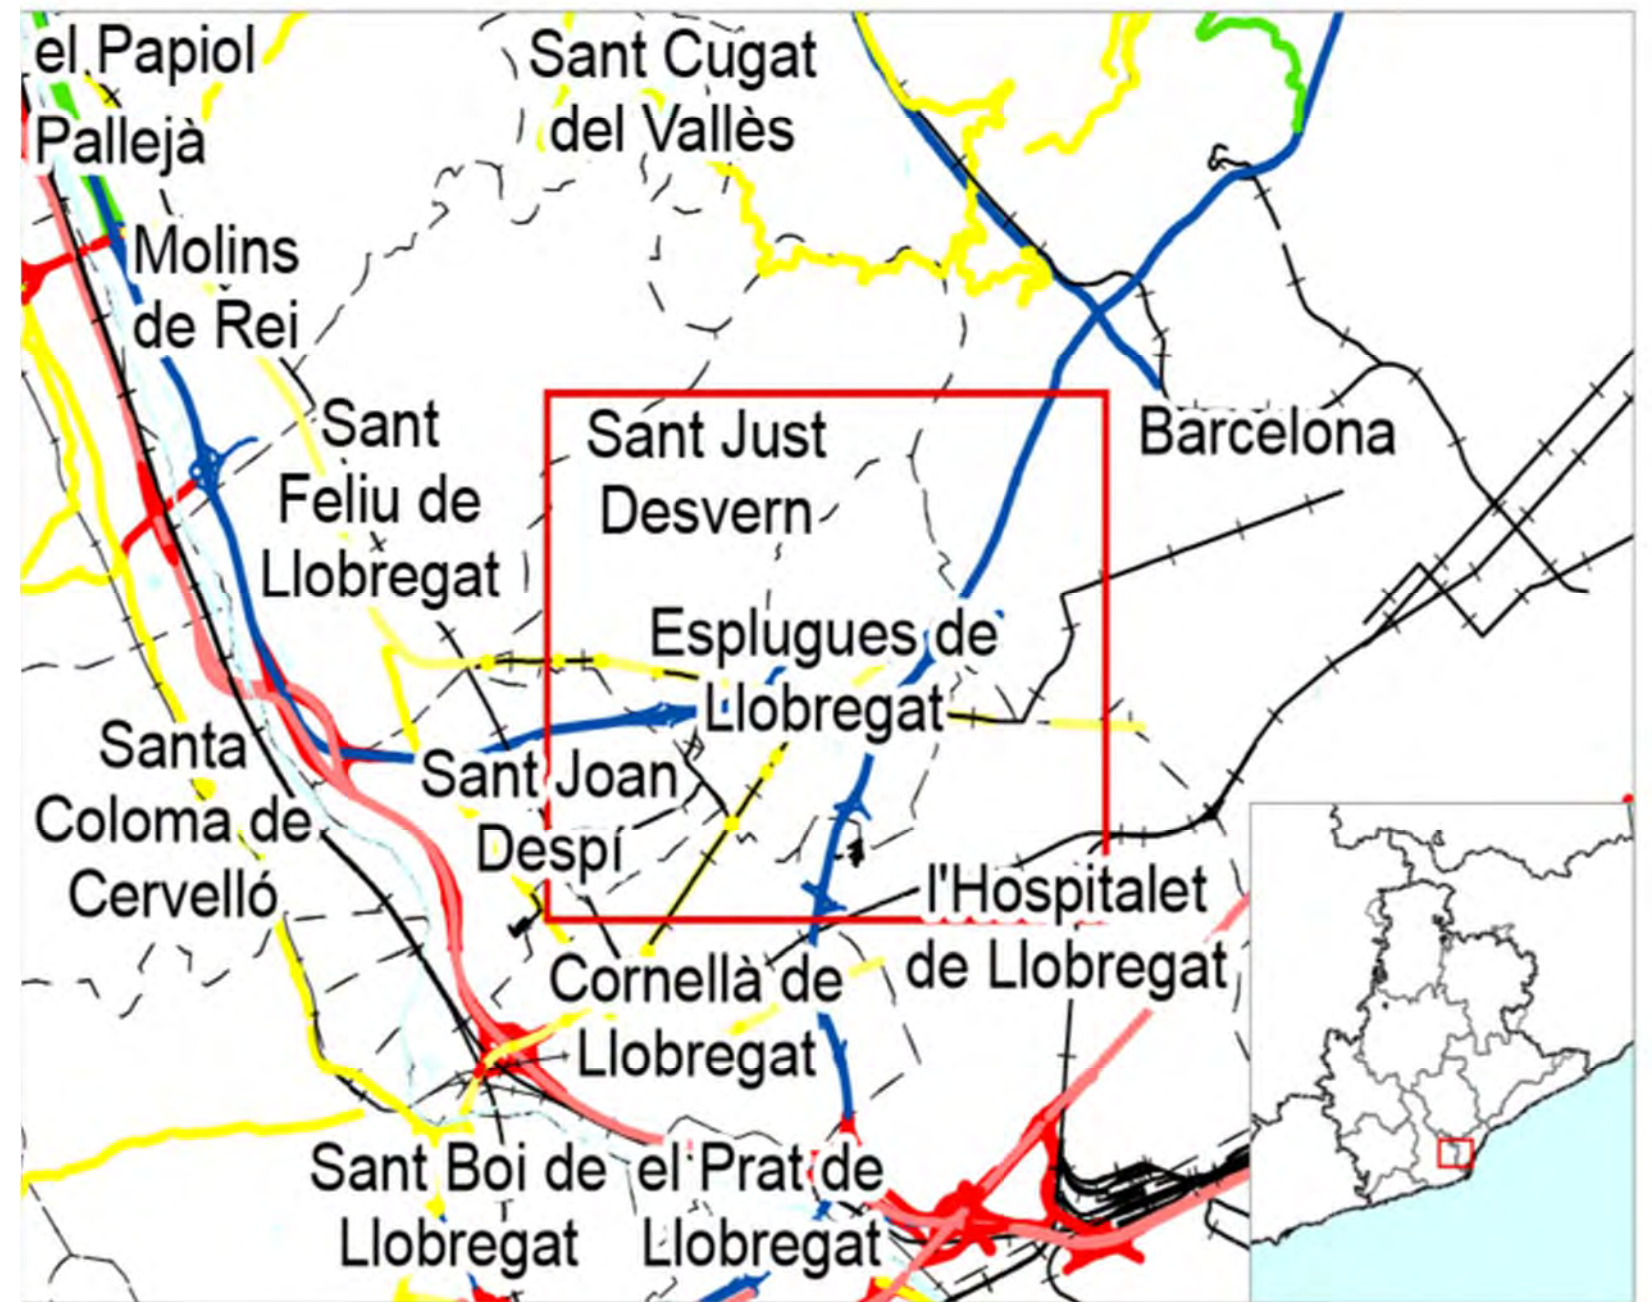 el Papiol
Sant Cugat
del Vallès
Pallejà
Molins
de Rei
Sant
Feliu de
Llobregat
Sant Just
Desvern
Barcelona
Esplugues de
Llobregat
Santa
Coloma de
Cervelló
Sant Joan
Despí
l'Hospitalet
de Llobregat
Cornellà de
Llobregat
Sant Boi de
Llobregat
el Prat de
Llobregat